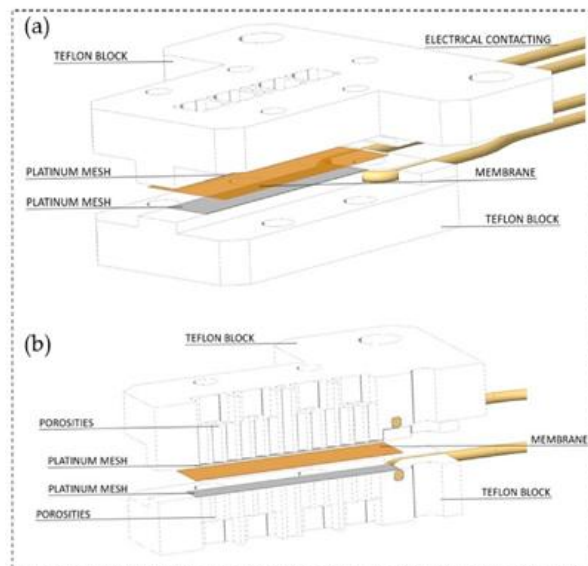 (a)
ELECTRICAL CONTACTING
TEFLON BLOCK
PLATINUM MESH
MEMBRANE
PLATINUM MESH
TEFLON BLOCK
(b)
TEFLON BLOCK
POROSITIES
MEMBRANE
PLATINUM MESH
PLATINUM MESH
TEFLON BLOCK
POROSITIES